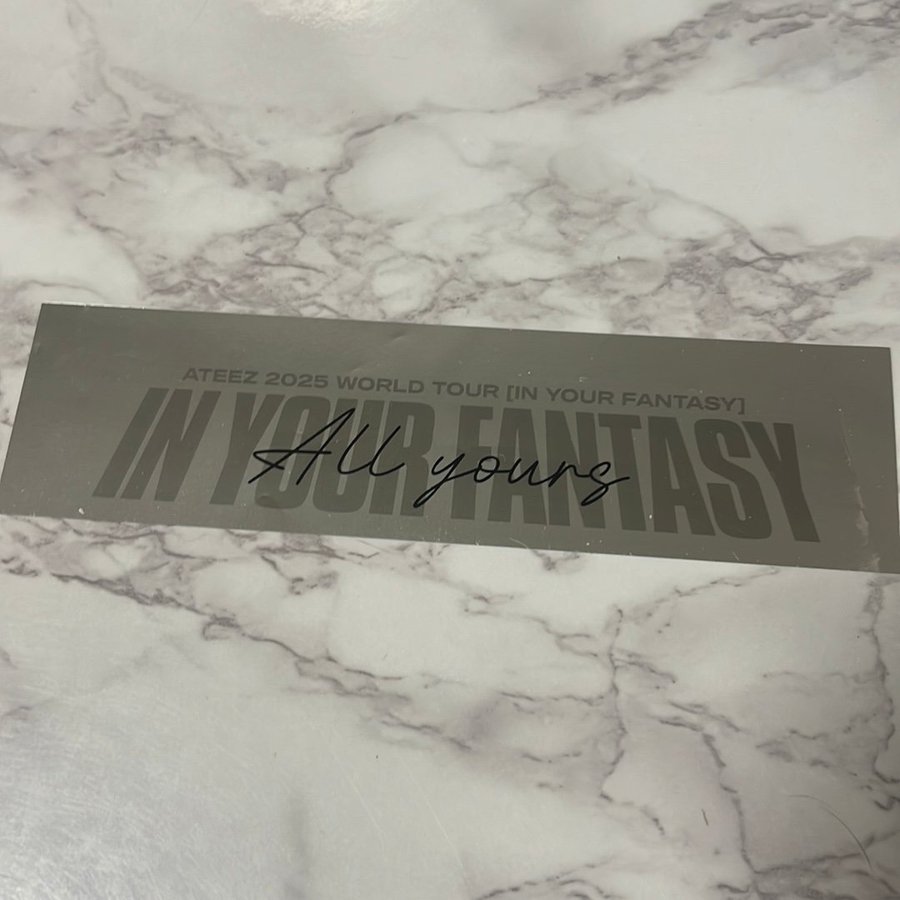 ATEEZ 2025 WORLD TOUR [IN YOUR FANTASY]
IN YOUR FANTASY
All yours